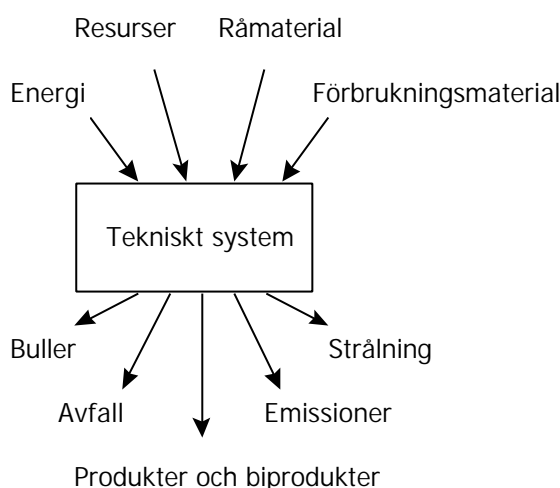 Resurser Råmaterial
Energi Förbrukningsmaterial
Tekniskt system
Buller Strålning
Avfall Emissioner
Produkter och biprodukter